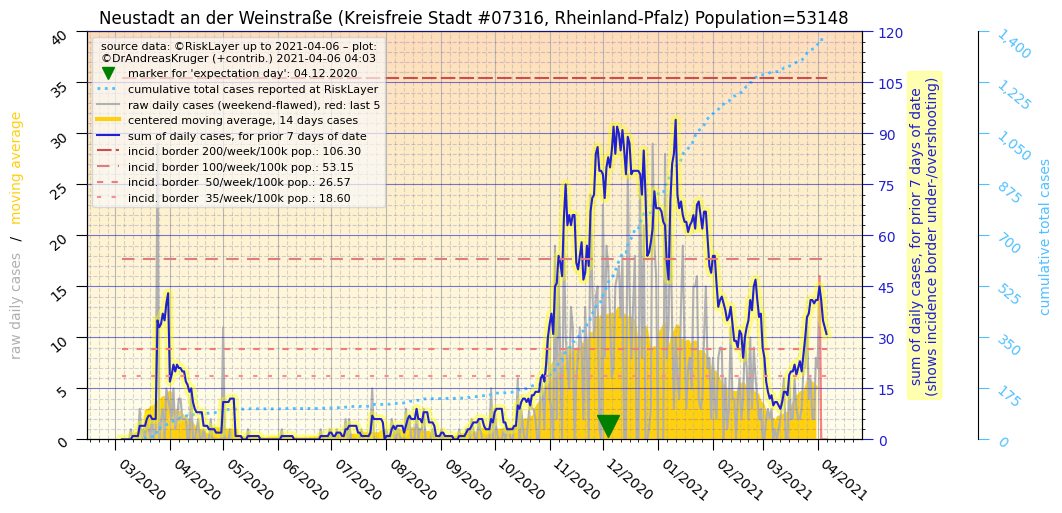 Neustadt an der Weinstraße (Kreisfreie Stadt #07316, Rheinland-Pfalz) Population=53148
source data: ©RiskLayer up to 2021-04-06 – plot:
©DrAndreasKruger (+contrib.) 2021-04-06 04:03
marker for 'expectation day': 04.12.2020
cumulative total cases reported at RiskLayer
raw daily cases (weekend-flawed), red: last 5
centered moving average, 14 days cases
sum of daily cases, for prior 7 days of date
incid. border 200/week/100k pop.: 106.30
incid. border 100/week/100k pop.: 53.15
incid. border  50/week/100k pop.: 26.57
incid. border  35/week/100k pop.: 18.60
raw daily cases / moving average
40
35
30
25
20
15
10
5
0
03/2020
04/2020
05/2020
06/2020
07/2020
08/2020
09/2020
10/2020
11/2020
12/2020
01/2021
02/2021
03/2021
04/2021
120
105
90
75
60
45
30
15
0
sum of daily cases, for prior 7 days of date
(shows incidence border under-/overshooting)
1,400
1,225
1,050
875
700
525
350
175
0
cumulative total cases